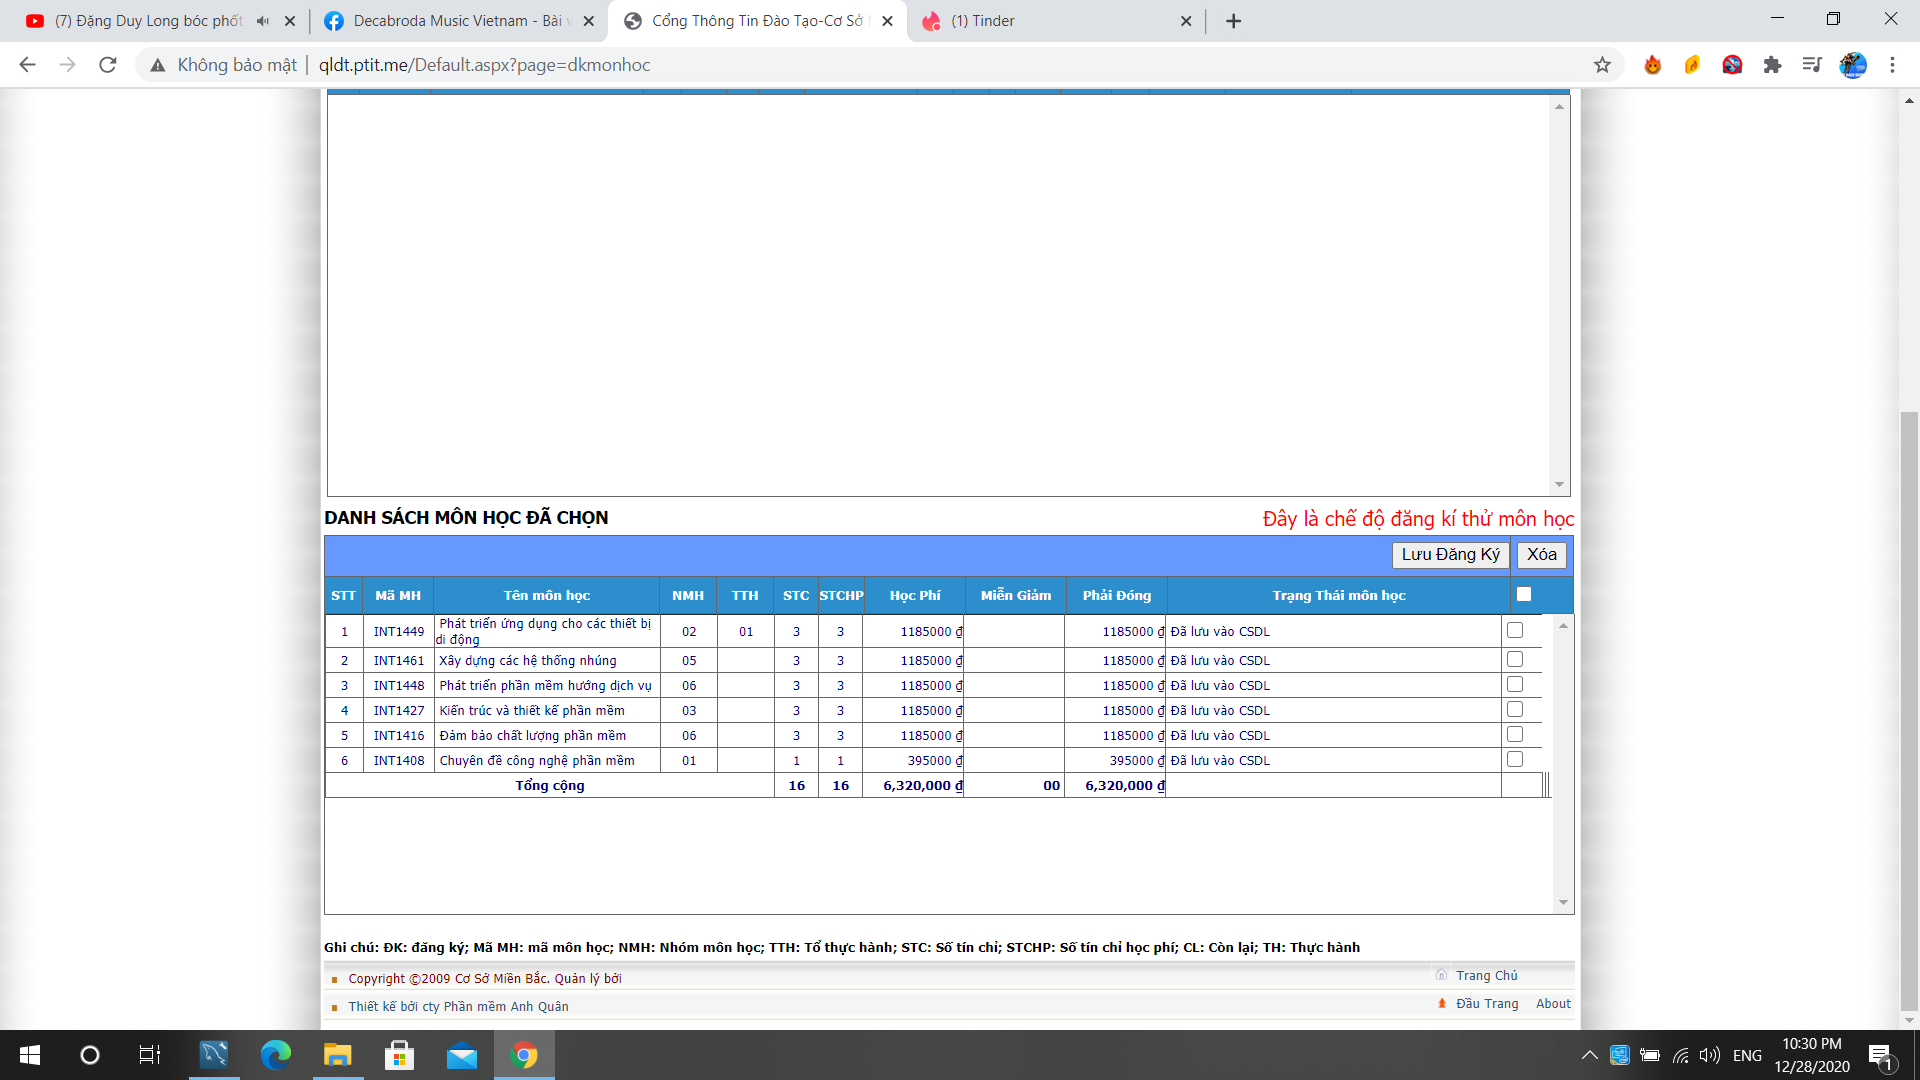 (7) Đặng Duy Long bóc phốt
Decabroda Music Vietnam - Bài v
Cổng Thông Tin Đào Tạo-Cơ Sở
(1) Tinder
Không bảo mật | qldt.ptit.me/Default.aspx?page=dkmonhoc
DANH SÁCH MÔN HỌC ĐÃ CHỌN Đây là chế độ đăng kí thử môn học
Lưu Đăng Ký Xóa
STT Mã MH Tên môn học NMH TTH STC STCHP Học Phí Miễn Giảm Phải Đóng Trạng Thái môn học
1 INT1449 Phát triển ứng dụng cho các thiết bị di động 02 01 3 3 1185000 ₫ 1185000 ₫ Đã lưu vào CSDL
2 INT1461 Xây dựng các hệ thống nhúng 05 3 3 1185000 ₫ 1185000 ₫ Đã lưu vào CSDL
3 INT1448 Phát triển phần mềm hướng dịch vụ 06 3 3 1185000 ₫ 1185000 ₫ Đã lưu vào CSDL
4 INT1427 Kiến trúc và thiết kế phần mềm 03 3 3 1185000 ₫ 1185000 ₫ Đã lưu vào CSDL
5 INT1416 Đảm bảo chất lượng phần mềm 06 3 3 1185000 ₫ 1185000 ₫ Đã lưu vào CSDL
6 INT1408 Chuyên đề công nghệ phần mềm 01 1 1 395000 ₫ 395000 ₫ Đã lưu vào CSDL
Tổng cộng 16 16 6,320,000 ₫ 00 6,320,000 ₫
Ghi chú: ĐK: đăng ký; Mã MH: mã môn học; NMH: Nhóm môn học; TTH: Tổ thực hành; STC: Số tín chỉ; STCHP: Số tín chỉ học phí; CL: Còn lại; TH: Thực hành
Copyright ©2009 Cơ Sở Miền Bắc. Quản lý bởi Trang Chủ
Thiết kế bởi cty Phần mềm Anh Quân Đầu Trang About
ENG
10:30 PM
12/28/2020
1